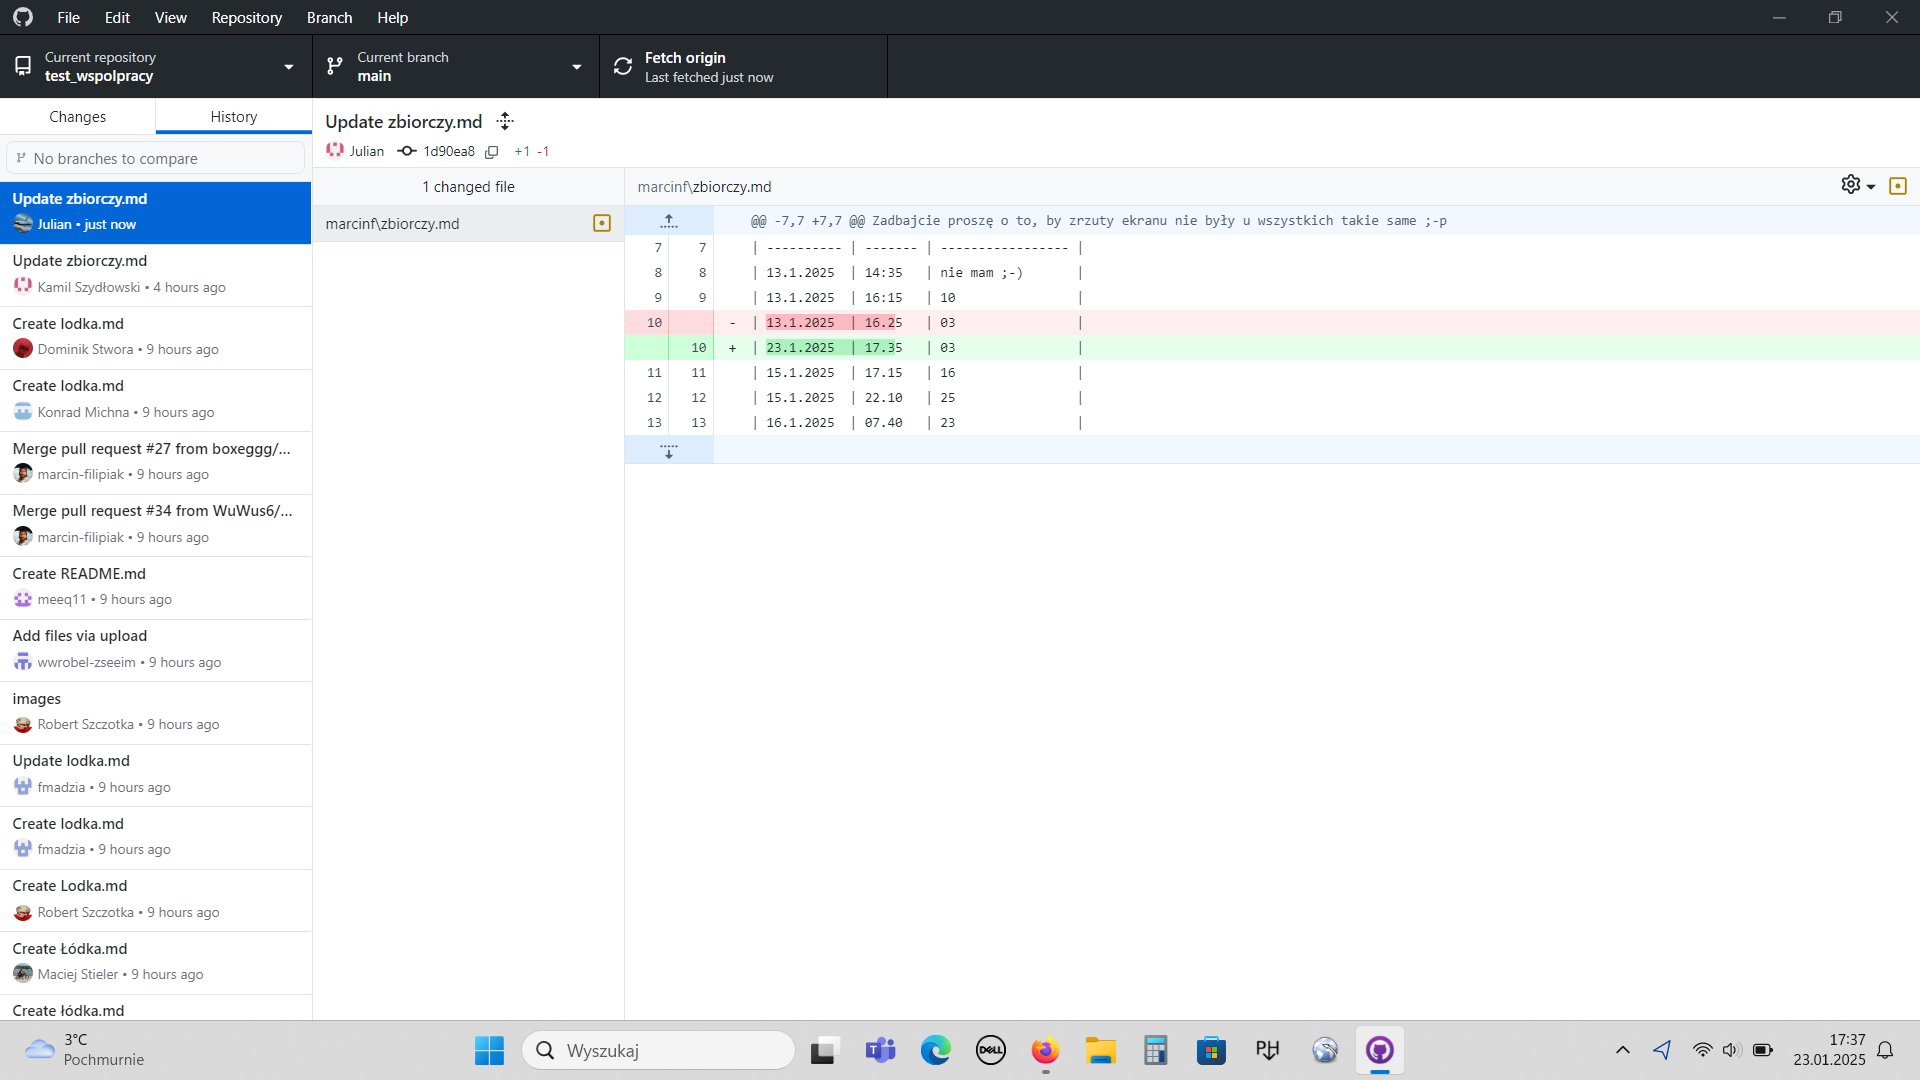 File Edit View Repository Branch Help
Current repository
test_wspolpracy
Current branch
main
Fetch origin
Last fetched just now
Changes
History
No branches to compare
Update zbiorczy.md
Julian • just now
Update zbiorczy.md
Kamil Szydłowski • 4 hours ago
Create lodka.md
Dominik Stwora • 9 hours ago
Create lodka.md
Konrad Michna • 9 hours ago
Merge pull request #27 from boxeggg/...
marcin-filipiak • 9 hours ago
Merge pull request #34 from WuWus6/...
marcin-filipiak • 9 hours ago
Create README.md
meeq11 • 9 hours ago
Add files via upload
wwrobel-zseeim • 9 hours ago
images
Robert Szczotka • 9 hours ago
Update lodka.md
fmadzia • 9 hours ago
Create lodka.md
fmadzia • 9 hours ago
Create Lodka.md
Robert Szczotka • 9 hours ago
Create Łódka.md
Maciej Stieler • 9 hours ago
Create łódka.md
Update zbiorczy.md
Julian 1d90ea8 +1 -1
1 changed file
marcinf\zbiorczy.md
marcinf\zbiorczy.md
@@ -7,7 +7,7 @@ Zadbajcie proszę o to, by zrzuty ekranu nie były u wszystkich takie same ;-p
7 7 | ---------- | ------- | ----------------- |
8 8 | 13.1.2025 | 14:35 | nie mam ;-) |
9 9 | 13.1.2025 | 16:15 | 10 |
10 - | 13.1.2025 | 16.25 | 03 |
10 + | 23.1.2025 | 17.35 | 03 |
11 11 | 15.1.2025 | 17.15 | 16 |
12 12 | 15.1.2025 | 22.10 | 25 |
13 13 | 16.1.2025 | 07.40 | 23 |
3°C
Pochmurnie
Wyszukaj
DELL
PH
17:37
23.01.2025